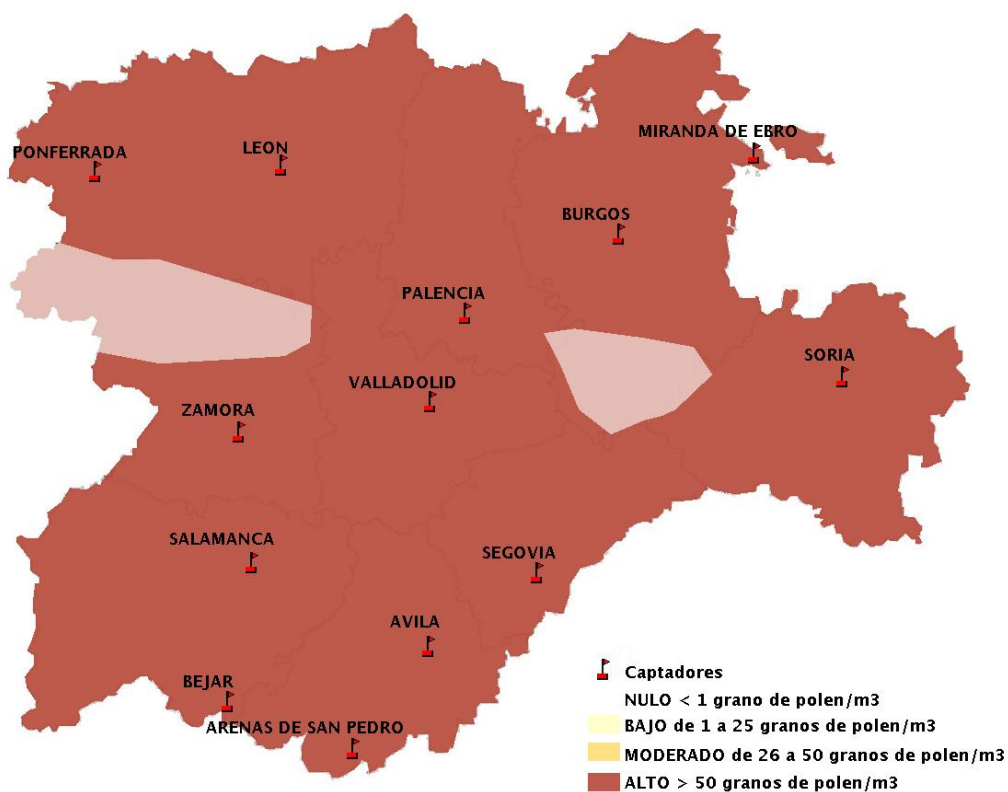 MIRANDA DE EBRO
PONFERRADA
LEON
BURGOS
PALENCIA
SORIA
VALLADOLID
ZAMORA
SALAMANCA
SEGOVIA
AVILA
BEJAR
ARENAS DE SAN PEDRO
Captadores
NULO < 1 grano de polen/m3
BAJO de 1 a 25 granos de polen/m3
MODERADO de 26 a 50 granos de polen/m3
ALTO > 50 granos de polen/m3